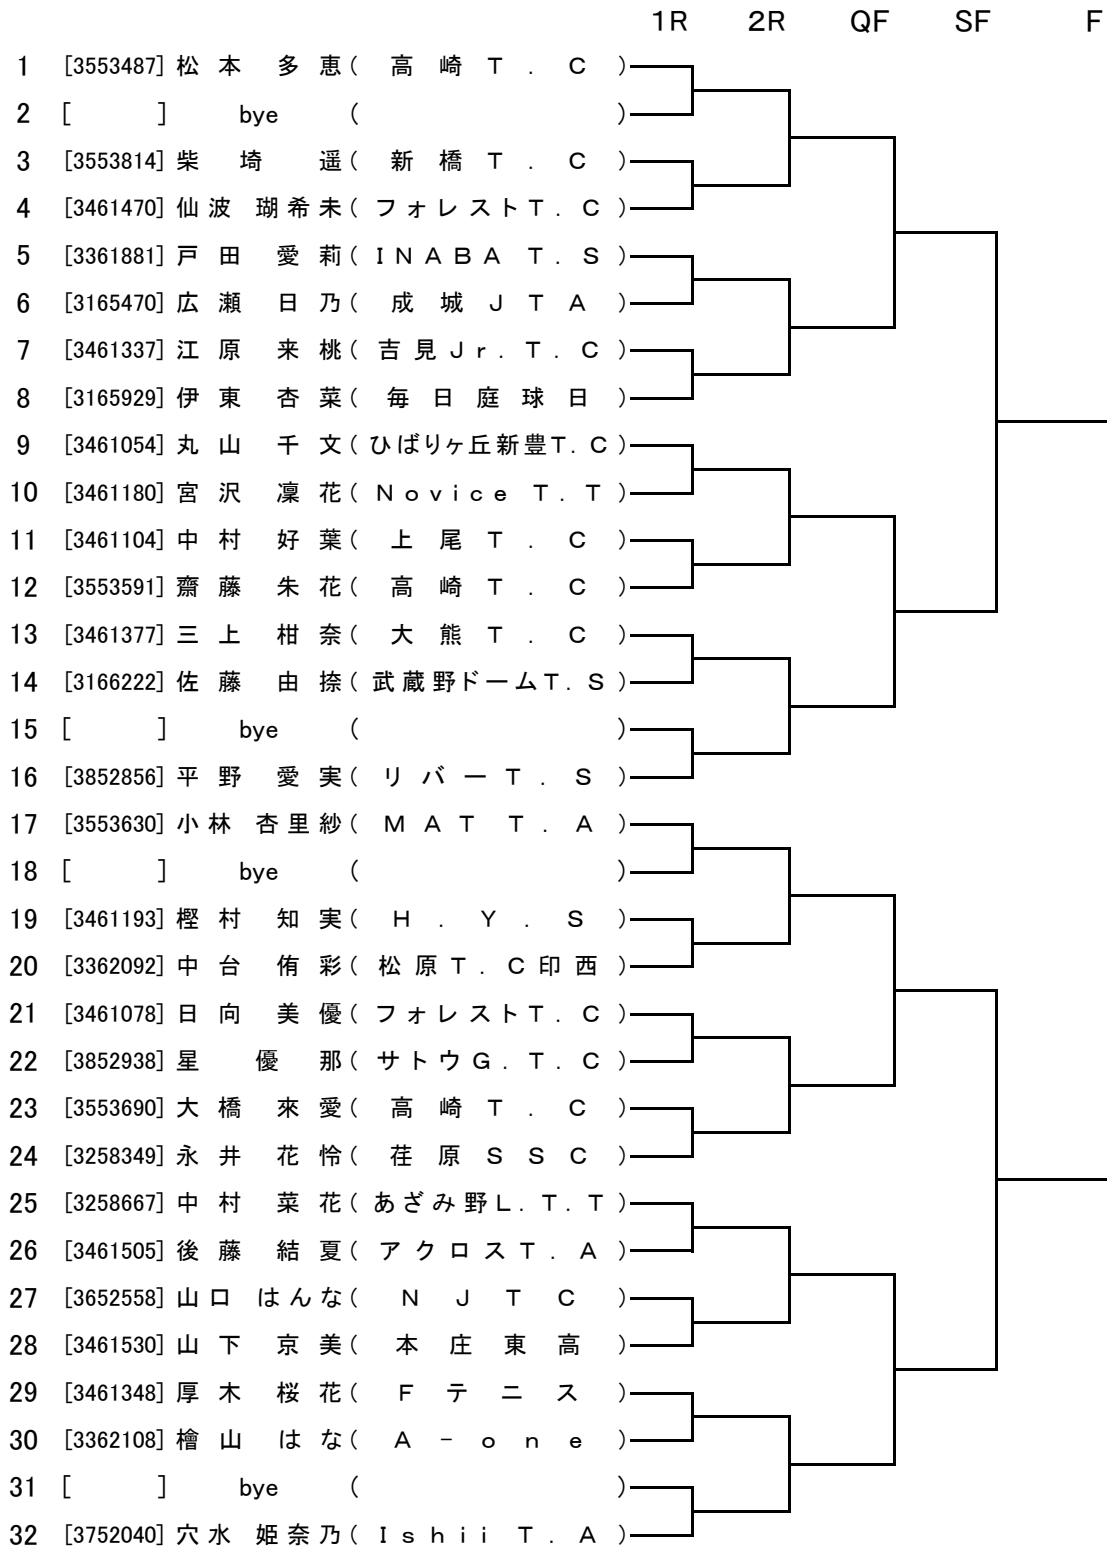 1R 2R QF SF F
1 [3553487] 松本 多恵 ( 高崎T.C )
2 [ ] bye ( )
3 [3553814] 柴埼 遥 ( 新橋T.C )
4 [3461470] 仙波 瑚希未 ( フォレストT.C )
5 [3361881] 戸田 愛莉 ( INABA T.S )
6 [3165470] 広瀬 日乃 ( 成城JTA )
7 [3461337] 江原 来桃 ( 吉見Jr.T.C )
8 [3165929] 伊東 杏菜 ( 毎日庭球日 )
9 [3461054] 丸山 千文 ( ひばりヶ丘新豊T.C )
10 [3461180] 宮沢 凜花 ( Novice T.T )
11 [3461104] 中村 好葉 ( 上尾T.C )
12 [3553591] 齋藤 朱花 ( 高崎T.C )
13 [3461377] 三上 柑奈 ( 大熊T.C )
14 [3166222] 佐藤 由捺 ( 武蔵野ドームT.S )
15 [ ] bye ( )
16 [3852856] 平野 愛実 ( リバーT.S )
17 [3553630] 小林 杏里紗 ( MAT T.A )
18 [ ] bye ( )
19 [3461193] 樫村 知実 ( H.Y.S )
20 [3362092] 中台 侑彩 ( 松原T.C印西 )
21 [3461078] 日向 美優 ( フォレストT.C )
22 [3852938] 星 優那 ( サトウG.T.C )
23 [3553690] 大橋 來愛 ( 高崎T.C )
24 [3258349] 永井 花怜 ( 荏原SSC )
25 [3258667] 中村 菜花 ( あざみ野L.T.T )
26 [3461505] 後藤 結夏 ( アクロスT.A )
27 [3652558] 山口 はんな ( NJTC )
28 [3461530] 山下 京美 ( 本庄東高 )
29 [3461348] 厚木 桜花 ( Fテニス )
30 [3362108] 檜山 はな ( A-one )
31 [ ] bye ( )
32 [3752040] 穴水 姫奈乃 ( Ishii T.A )